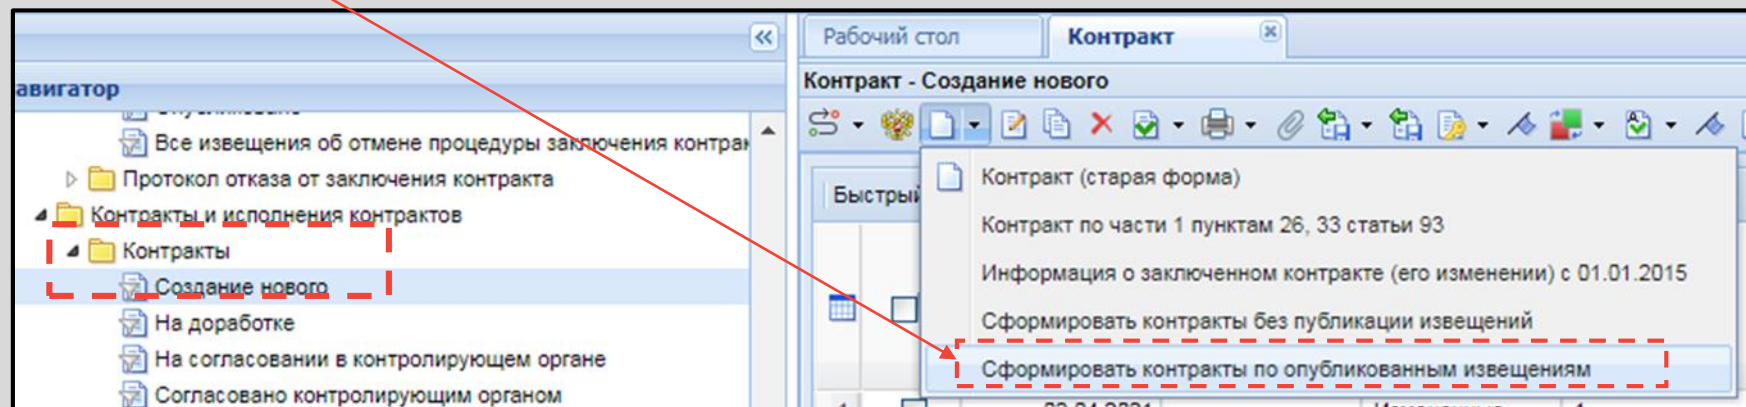 авигатор
Все извещения об отмене процедуры заключения контрак
Протокол отказа от заключения контракта
Контракты и исполнения контрактов
Контракты
Создание нового
На доработке
На согласовании в контролирующем органе
Согласовано контролирующим органом
Рабочий стол
Контракт
Контракт - Создание нового
Быстрый
Контракт (старая форма)
Контракт по части 1 пунктам 26, 33 статьи 93
Информация о заключенном контракте (его изменении) с 01.01.2015
Сформировать контракты без публикации извещений
Сформировать контракты по опубликованным извещениям